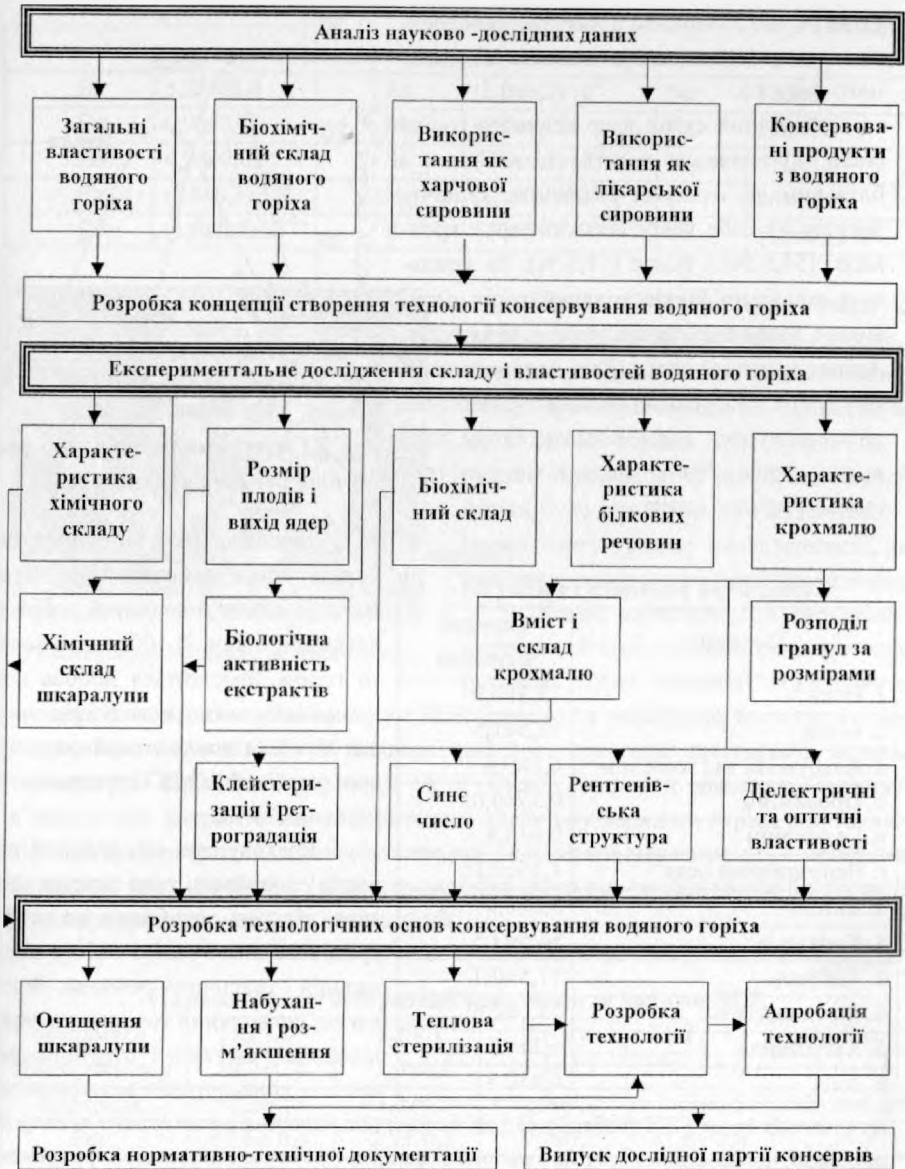 Аналіз науково -дослідних даних
Загальні
властивості
водяного
горіха
Біохіміч-
ний склад
водяного
горіха
Викорис-
тання як
харчової
сировини
Викорис-
лікарської
сировини
Консервова-
ні продукти
з водяного
горіха
Розробка концепції створення технології консервування водяного горіха
Експериментальне дослідження складу і властивостей водяного горіха
Характе-
ристика
хімічного
складу
Розмір
плодів і
вихід ядер
Біохіміч-
ний склад
Характе-
ристика
білкових
речовин
Характе-
ристика
крохмалю
Хімічний
склад
шкаралупи
Біологічна
активність
екстрактів
Вміст і
склад
крохмалю
Розподіл
гранул за
розмірами
Клейстери-
зація і рет-
роградація
Синє
число
Рентгенів-
ська
структура
Діелектричні
та оптичні
властивості
Розробка технологічних основ консервування водяного горіха
Очищення
шкаралупи
Набухан-
ня і роз-
м'якшення
Теплова
стерилізація
Розробка
технології
Апробація
технології
Розробка нормативно-технічної документації
Випуск дослідної партії консервів